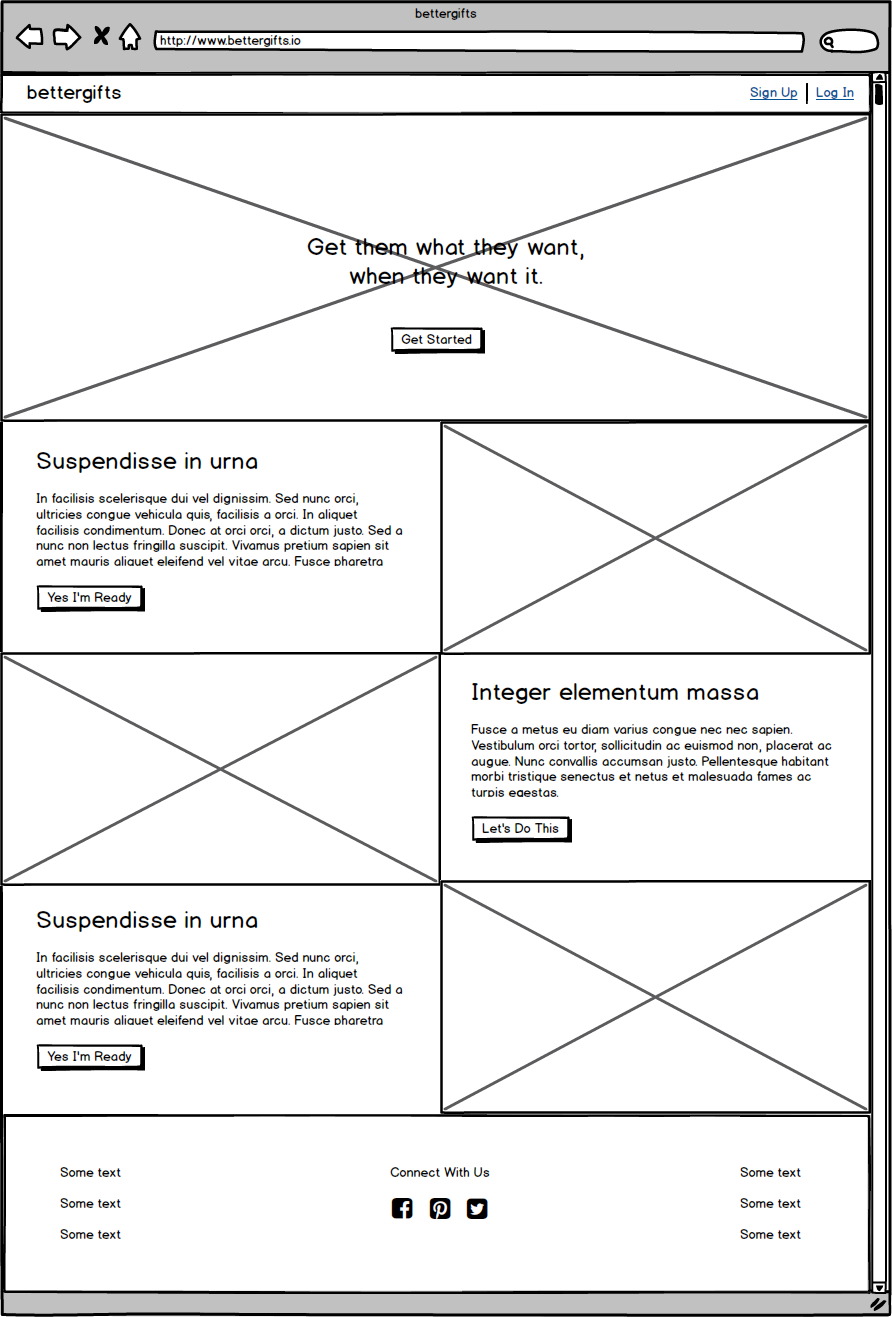 bettergifts
http://www.bettergifts.io
bettergifts
Sign Up
Log In
Get them what they want,
when they want it.
Get Started
Suspendisse in urna
In facilisis scelerisque dui vel dignissim. Sed nunc orci,
ultricies congue vehicula quis, facilisis a orci. In aliquet
facilisis condimentum. Donec at orci orci, a dictum justo. Sed a
nunc non lectus fringilla suscipit. Vivamus pretium sapien sit
amet mauris aliquet eleifend vel vitae arcu. Fusce pharetra
Yes I'm Ready
Integer elementum massa
Fusce a metus eu diam varius congue nec nec sapien.
Vestibulum orci tortor, sollicitudin ac euismod non, placerat ac
augue. Nunc convallis accumsan justo. Pellentesque habitant
morbi tristique senectus et netus et malesuada fames ac
turpis egestas.
Let's Do This
Suspendisse in urna
In facilisis scelerisque dui vel dignissim. Sed nunc orci,
ultricies congue vehicula quis, facilisis a orci. In aliquet
facilisis condimentum. Donec at orci orci, a dictum justo. Sed a
nunc non lectus fringilla suscipit. Vivamus pretium sapien sit
amet mauris aliquet eleifend vel vitae arcu. Fusce pharetra
Yes I'm Ready
Some text
Some text
Some text
Connect With Us
Some text
Some text
Some text